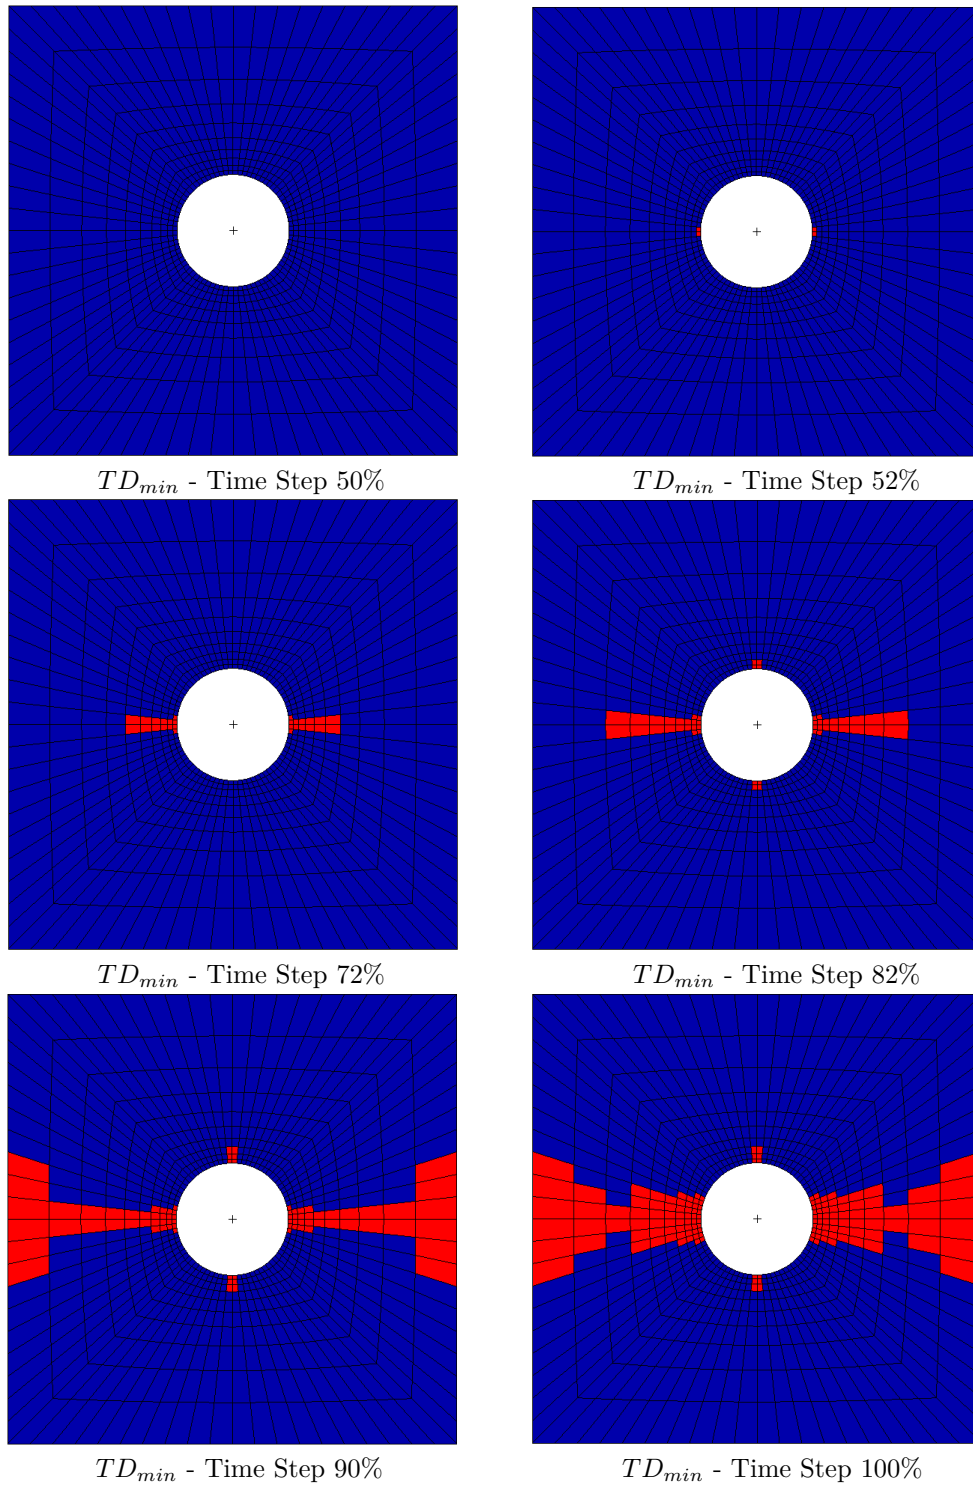 TD_min - Time Step 50%
TD_min - Time Step 52%
TD_min - Time Step 72%
TD_min - Time Step 82%
TD_min - Time Step 90%
TD_min - Time Step 100%